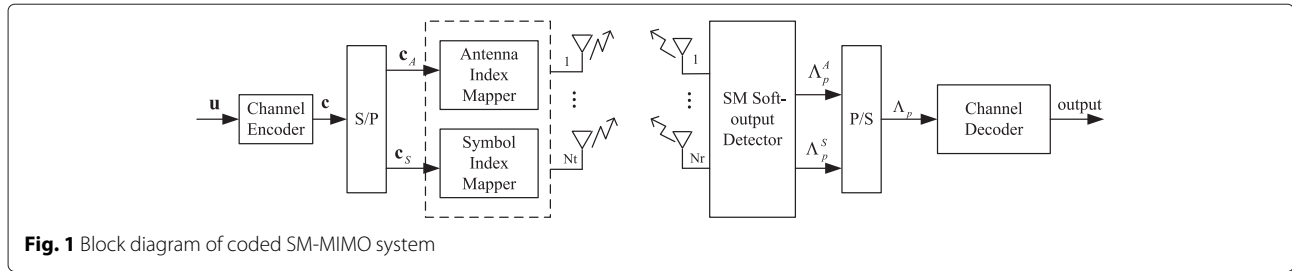 u
Channel
Encoder
c
S/P
c_A
c_S
Antenna
Index
Mapper
Symbol
Index
Mapper
1
⋮
Nt
1
⋮
Nr
SM Soft-
output
Detector
Λ_p^A
Λ_p^S
P/S
Λ_p
Channel
Decoder
output
Fig. 1 Block diagram of coded SM-MIMO system